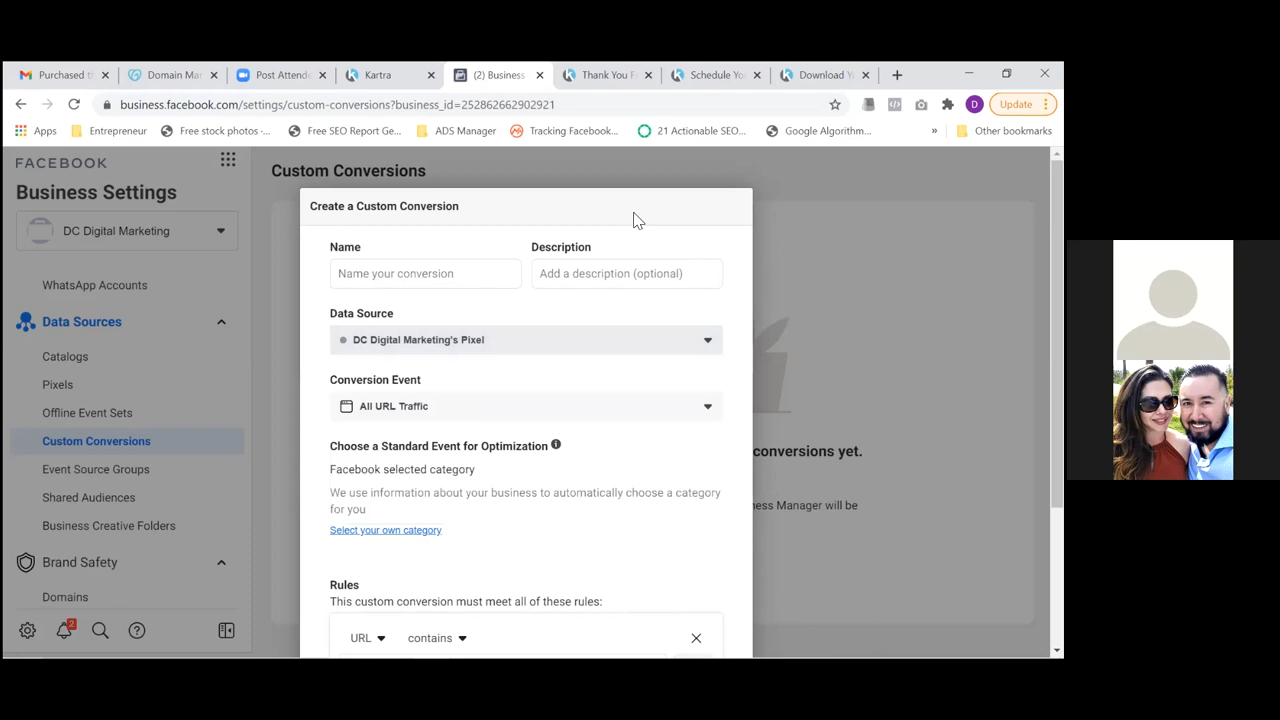 Purchased t
Domain Mar
Post Attende
Kartra
(2) Business
Thank You F
Schedule Yo
Download Y
business.facebook.com/settings/custom-conversions?business_id=252862662902921
D
Update
Apps
Entrepreneur
Free stock photos -...
Free SEO Report Ge...
ADS Manager
Tracking Facebook...
21 Actionable SEO...
Google Algorithm...
»
Other bookmarks
FACEBOOK
Business Settings
DC Digital Marketing
WhatsApp Accounts
Data Sources
Catalogs
Pixels
Offline Event Sets
Custom Conversions
Event Source Groups
Shared Audiences
Business Creative Folders
Brand Safety
Domains
2
Custom Conversions
conversions yet.
ness Manager will be
Create a Custom Conversion
Name
Description
Name your conversion
Add a description (optional)
Data Source
DC Digital Marketing's Pixel
Conversion Event
All URL Traffic
Choose a Standard Event for Optimization
Facebook selected category
We use information about your business to automatically choose a category
for you
Select your own category
Rules
This custom conversion must meet all of these rules:
URL
contains